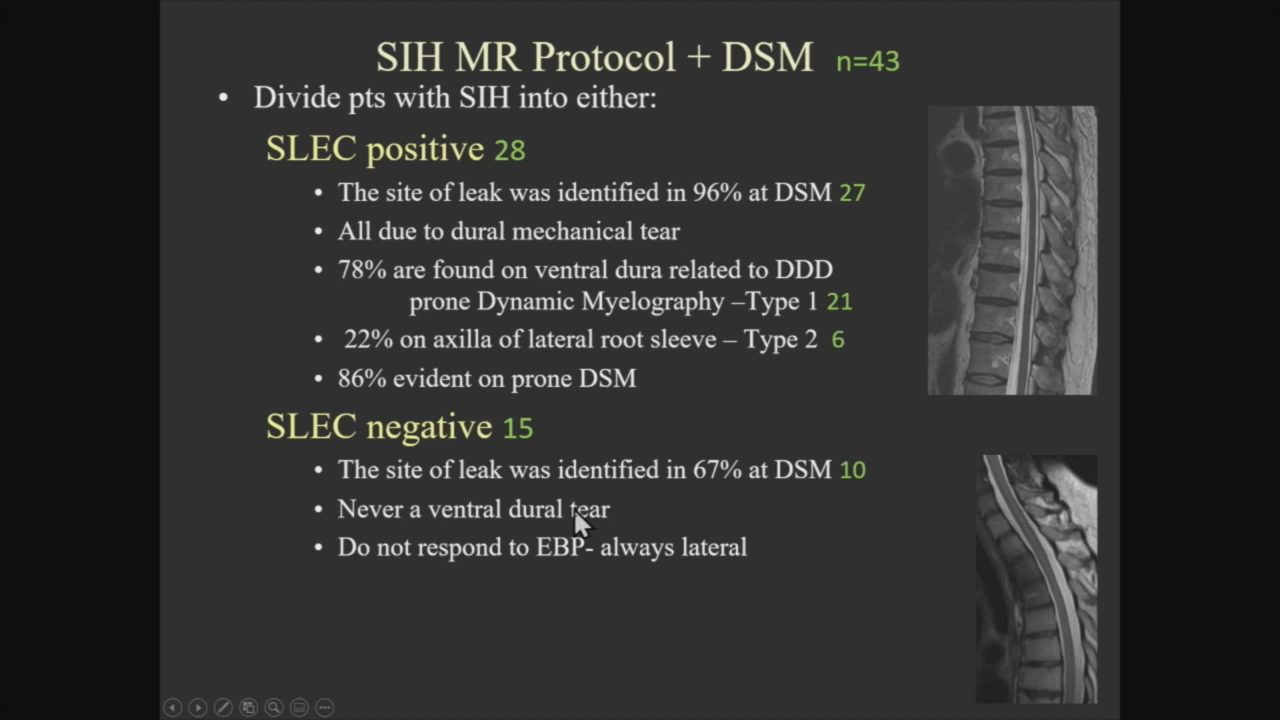 SIH MR Protocol + DSM n=43
• Divide pts with SIH into either:
SLEC positive 28
• The site of leak was identified in 96% at DSM 27
• All due to dural mechanical tear
• 78% are found on ventral dura related to DDD
prone Dynamic Myelography –Type 1 21
• 22% on axilla of lateral root sleeve – Type 2 6
• 86% evident on prone DSM
SLEC negative 15
• The site of leak was identified in 67% at DSM 10
• Never a ventral dural tear
• Do not respond to EBP- always lateral